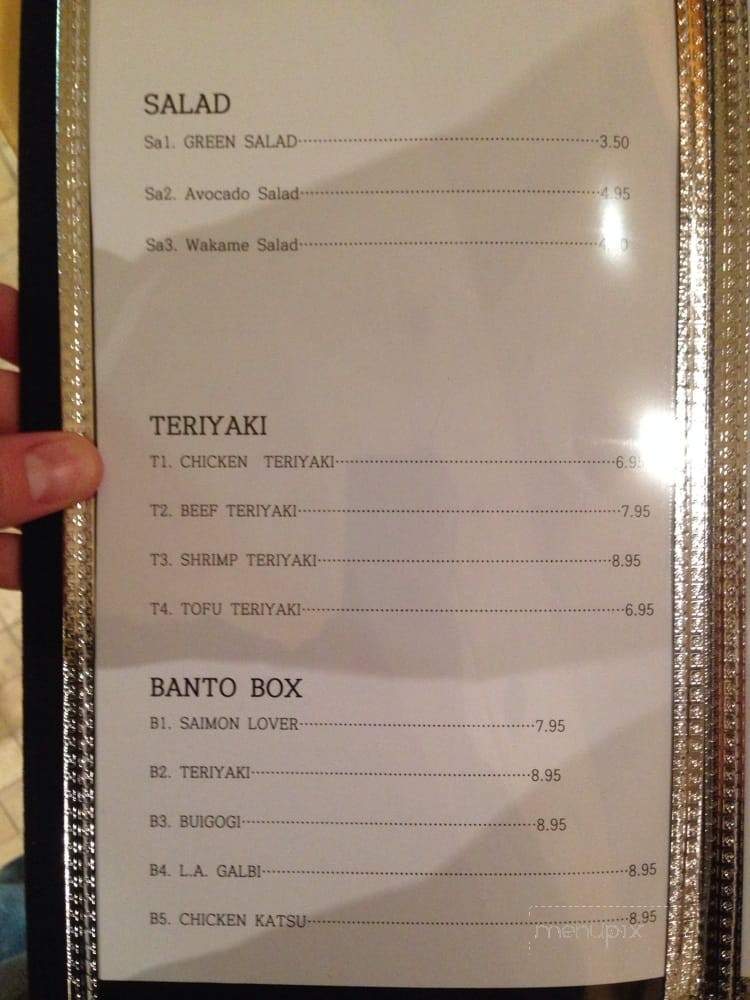 SALAD
Sa1. GREEN SALAD 3.50
Sa2. Avocado Salad 4.95
Sa3. Wakame Salad
TERIYAKI
T1. CHICKEN TERIYAKI 6.95
T2. BEEF TERIYAKI 7.95
T3. SHRIMP TERIYAKI 8.95
T4. TOFU TERIYAKI 6.95
BANTO BOX
B1. SAIMON LOVER 7.95
B2. TERIYAKI 8.95
B3. BUIGOGI 8.95
B4. L.A. GALBI 8.95
B5. CHICKEN KATSU 8.95
menupix